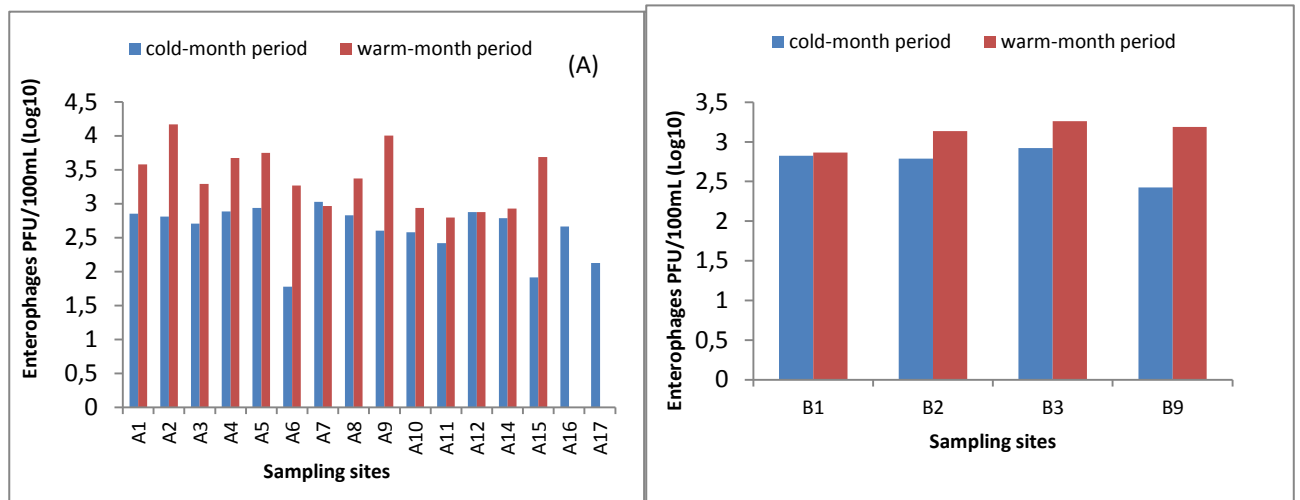 cold-month period warm-month period
(A)
Enterophages PFU/100mL (Log10)
4,5
4
3,5
3
2,5
2
1,5
1
0,5
0
A1 A2 A3 A4 A5 A6 A7 A8 A9 A10 A11 A12 A14 A15 A16 A17
Sampling sites
cold-month period warm-month period
Enterophages PFU/100mL (Log10)
3,5
3
2,5
2
1,5
1
0,5
0
B1 B2 B3 B9
Sampling sites